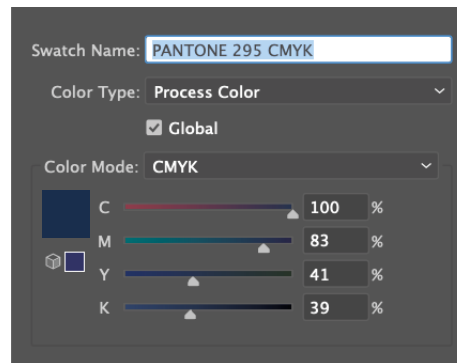 Swatch Name: PANTONE 295 CMYK
Color Type: Process Color
Global
Color Mode: CMYK
C 100 %
M 83 %
Y 41 %
K 39 %